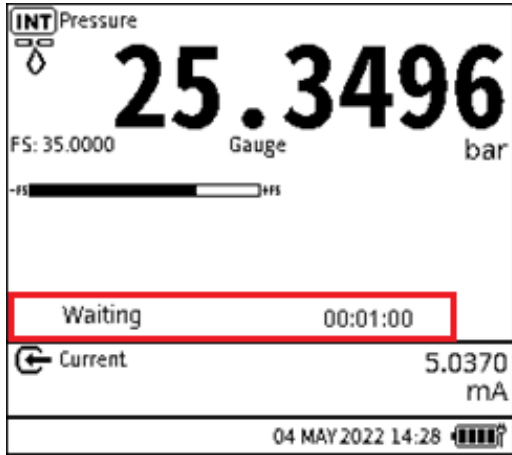 INT Pressure
25.3496
FS: 35.0000 Gauge bar
-FS +FS
Waiting 00:01:00
Current 5.0370
mA
04 MAY 2022 14:28